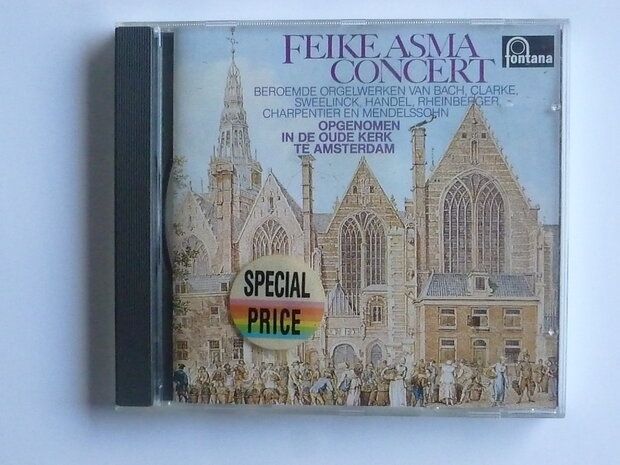 FEIKE ASMA
CONCERT
fontana
BEROEMDE ORGELWERKEN VAN BACH, CLARKE,
SWEELINCK, HANDEL, RHEINBERGER,
CHARPENTIER EN MENDELSSOHN
OPGENOMEN
IN DE OUDE KERK
TE AMSTERDAM
SPECIAL
PRICE